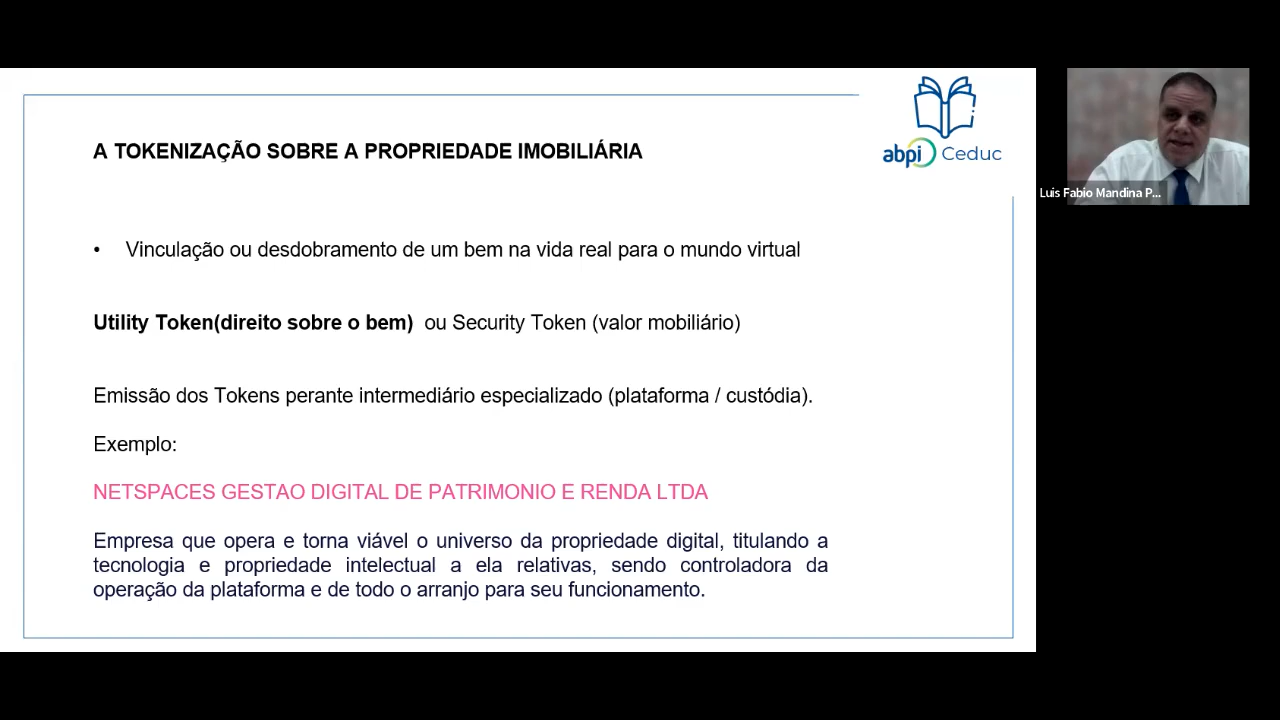 abpi Ceduc
A TOKENIZAÇÃO SOBRE A PROPRIEDADE IMOBILIÁRIA
Luis Fabio Mandina P...
• Vinculação ou desdobramento de um bem na vida real para o mundo virtual
Utility Token(direito sobre o bem) ou Security Token (valor mobiliário)
Emissão dos Tokens perante intermediário especializado (plataforma / custódia).
Exemplo:
NETSPACES GESTAO DIGITAL DE PATRIMONIO E RENDA LTDA
Empresa que opera e torna viável o universo da propriedade digital, titulando a
tecnologia e propriedade intelectual a ela relativas, sendo controladora da
operação da plataforma e de todo o arranjo para seu funcionamento.